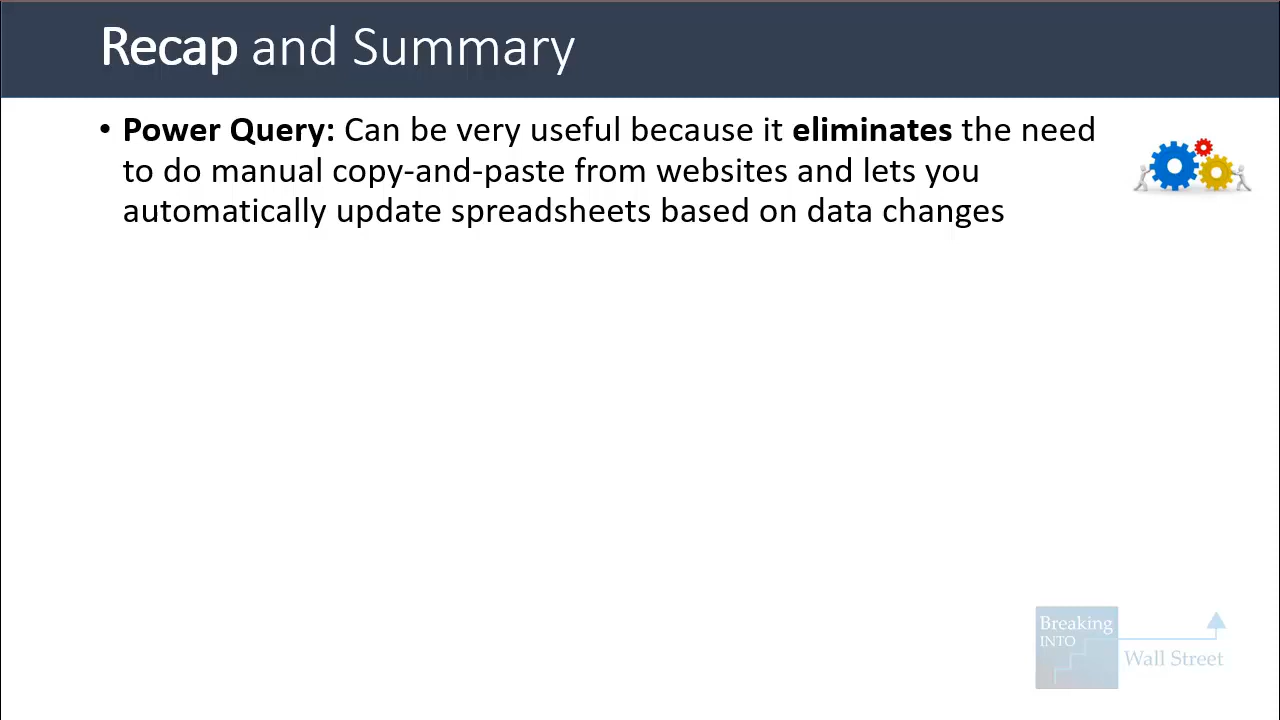 Recap and Summary
• Power Query: Can be very useful because it eliminates the need
to do manual copy-and-paste from websites and lets you
automatically update spreadsheets based on data changes
Breaking
INTO
Wall Street